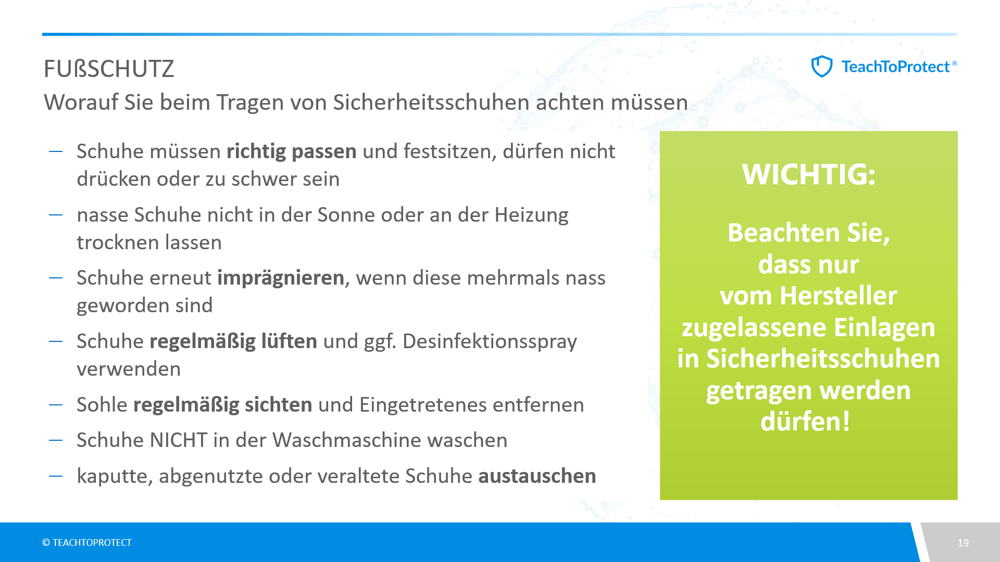 FUßSCHUTZ
TeachToProtect®
Worauf Sie beim Tragen von Sicherheitsschuhen achten müssen
— Schuhe müssen richtig passen und festsitzen, dürfen nicht
drücken oder zu schwer sein
— nasse Schuhe nicht in der Sonne oder an der Heizung
trocknen lassen
— Schuhe erneut imprägnieren, wenn diese mehrmals nass
geworden sind
— Schuhe regelmäßig lüften und ggf. Desinfektionsspray
verwenden
— Sohle regelmäßig sichten und Eingetretenes entfernen
— Schuhe NICHT in der Waschmaschine waschen
— kaputte, abgenutzte oder veraltete Schuhe austauschen
WICHTIG:
Beachten Sie,
dass nur
vom Hersteller
zugelassene Einlagen
in Sicherheitsschuhen
getragen werden
dürfen!
© TEACHTOPROTECT
19